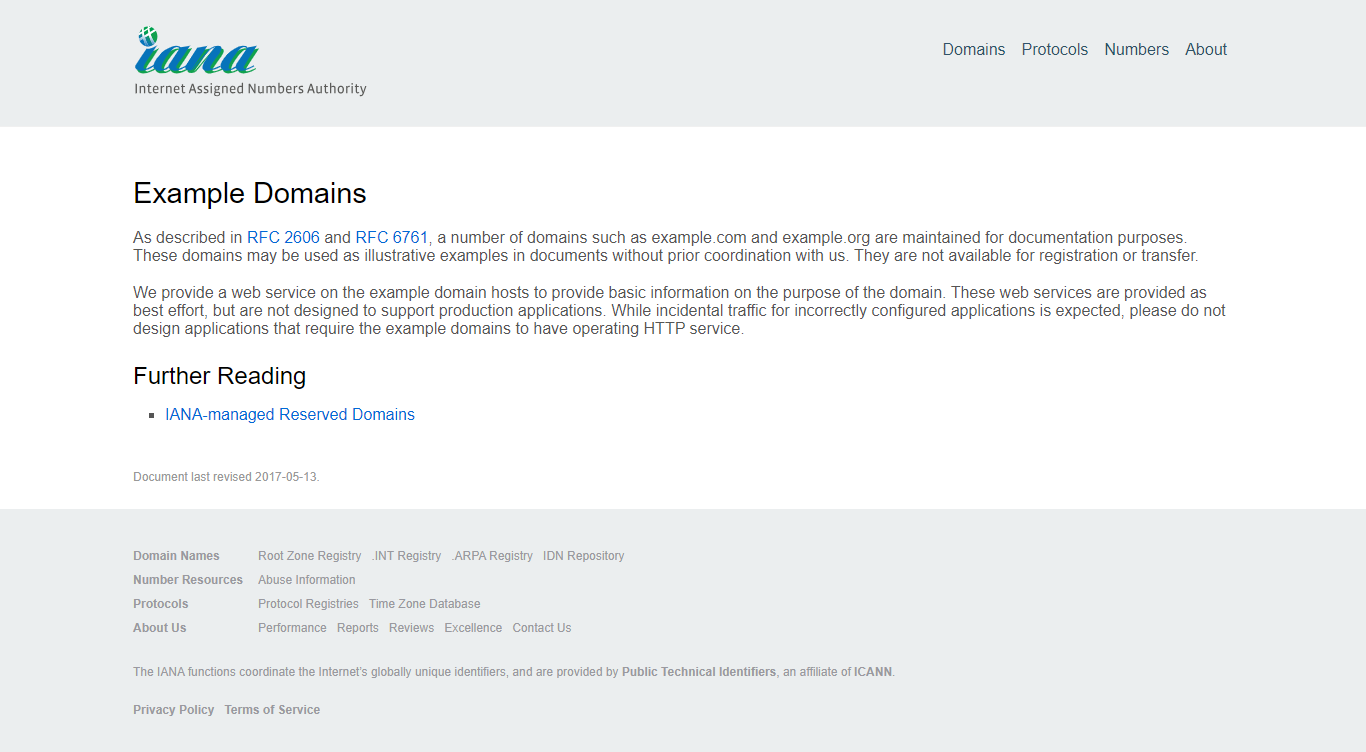 iana
Internet Assigned Numbers Authority
Domains Protocols Numbers About
Example Domains
As described in RFC 2606 and RFC 6761, a number of domains such as example.com and example.org are maintained for documentation purposes.
These domains may be used as illustrative examples in documents without prior coordination with us. They are not available for registration or transfer.
We provide a web service on the example domain hosts to provide basic information on the purpose of the domain. These web services are provided as
best effort, but are not designed to support production applications. While incidental traffic for incorrectly configured applications is expected, please do not
design applications that require the example domains to have operating HTTP service.
Further Reading
IANA-managed Reserved Domains
Document last revised 2017-05-13.
Domain Names Root Zone Registry .INT Registry .ARPA Registry IDN Repository
Number Resources Abuse Information
Protocols Protocol Registries Time Zone Database
About Us Performance Reports Reviews Excellence Contact Us
The IANA functions coordinate the Internet's globally unique identifiers, and are provided by Public Technical Identifiers, an affiliate of ICANN.
Privacy Policy Terms of Service